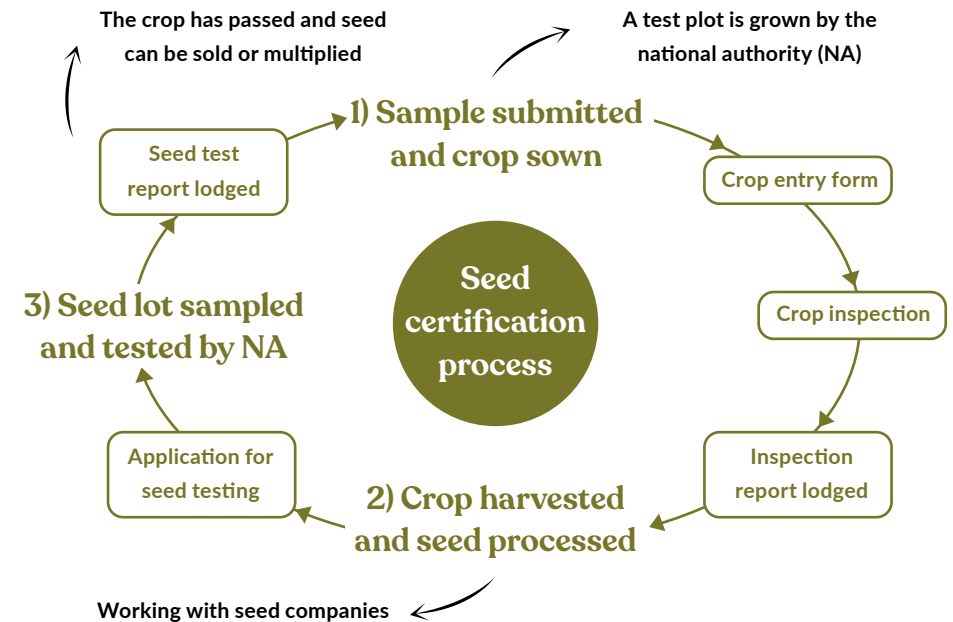 The crop has passed and seed
can be sold or multiplied
A test plot is grown by the
national authority (NA)
1) Sample submitted
and crop sown
Seed test
report lodged
Crop entry form
Seed
certification
process
3) Seed lot sampled
and tested by NA
Crop inspection
Application for
seed testing
2) Crop harvested
and seed processed
Inspection
report lodged
Working with seed companies